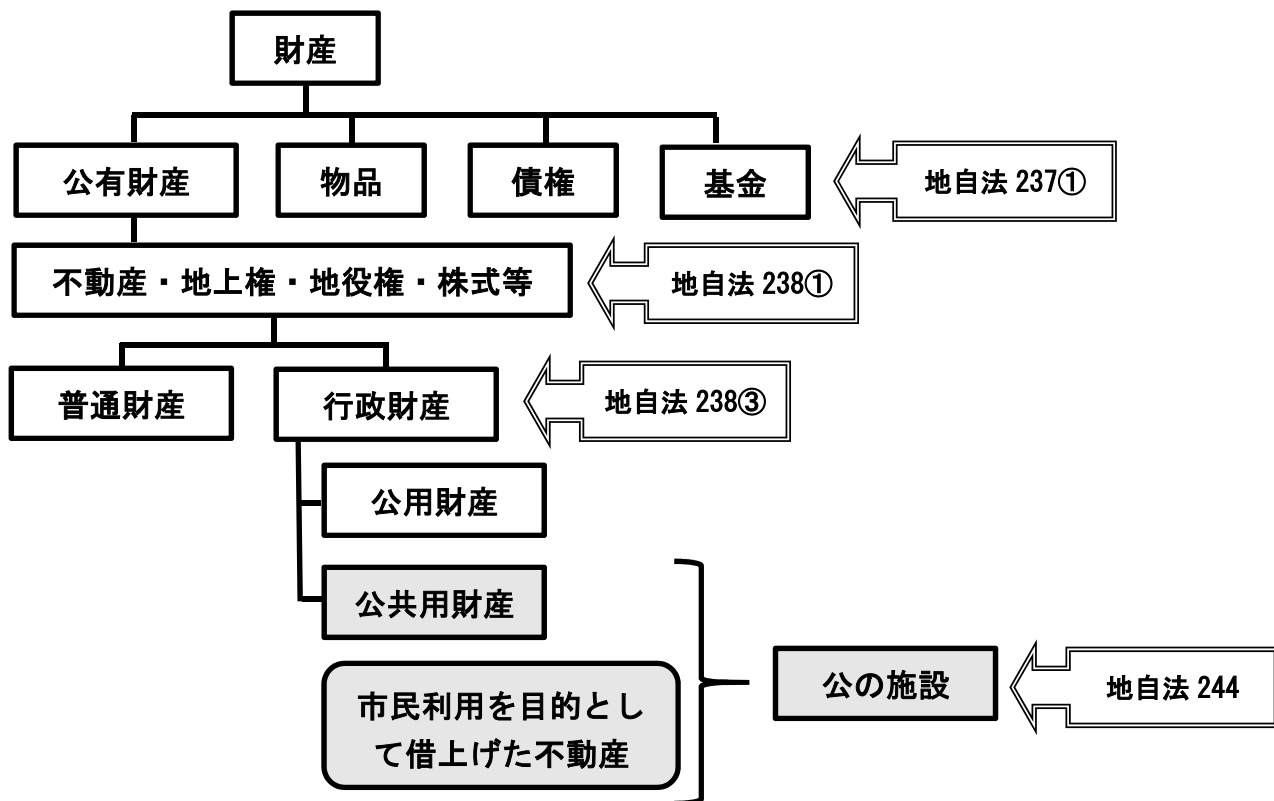 財産
公有財産
物品
債権
基金
地自法 237①
不動産・地上権・地役権・株式等
地自法 238①
普通財産
行政財産
地自法 238③
公用財産
公共用財産
市民利用を目的とし
て借上げた不動産
公の施設
地自法 244